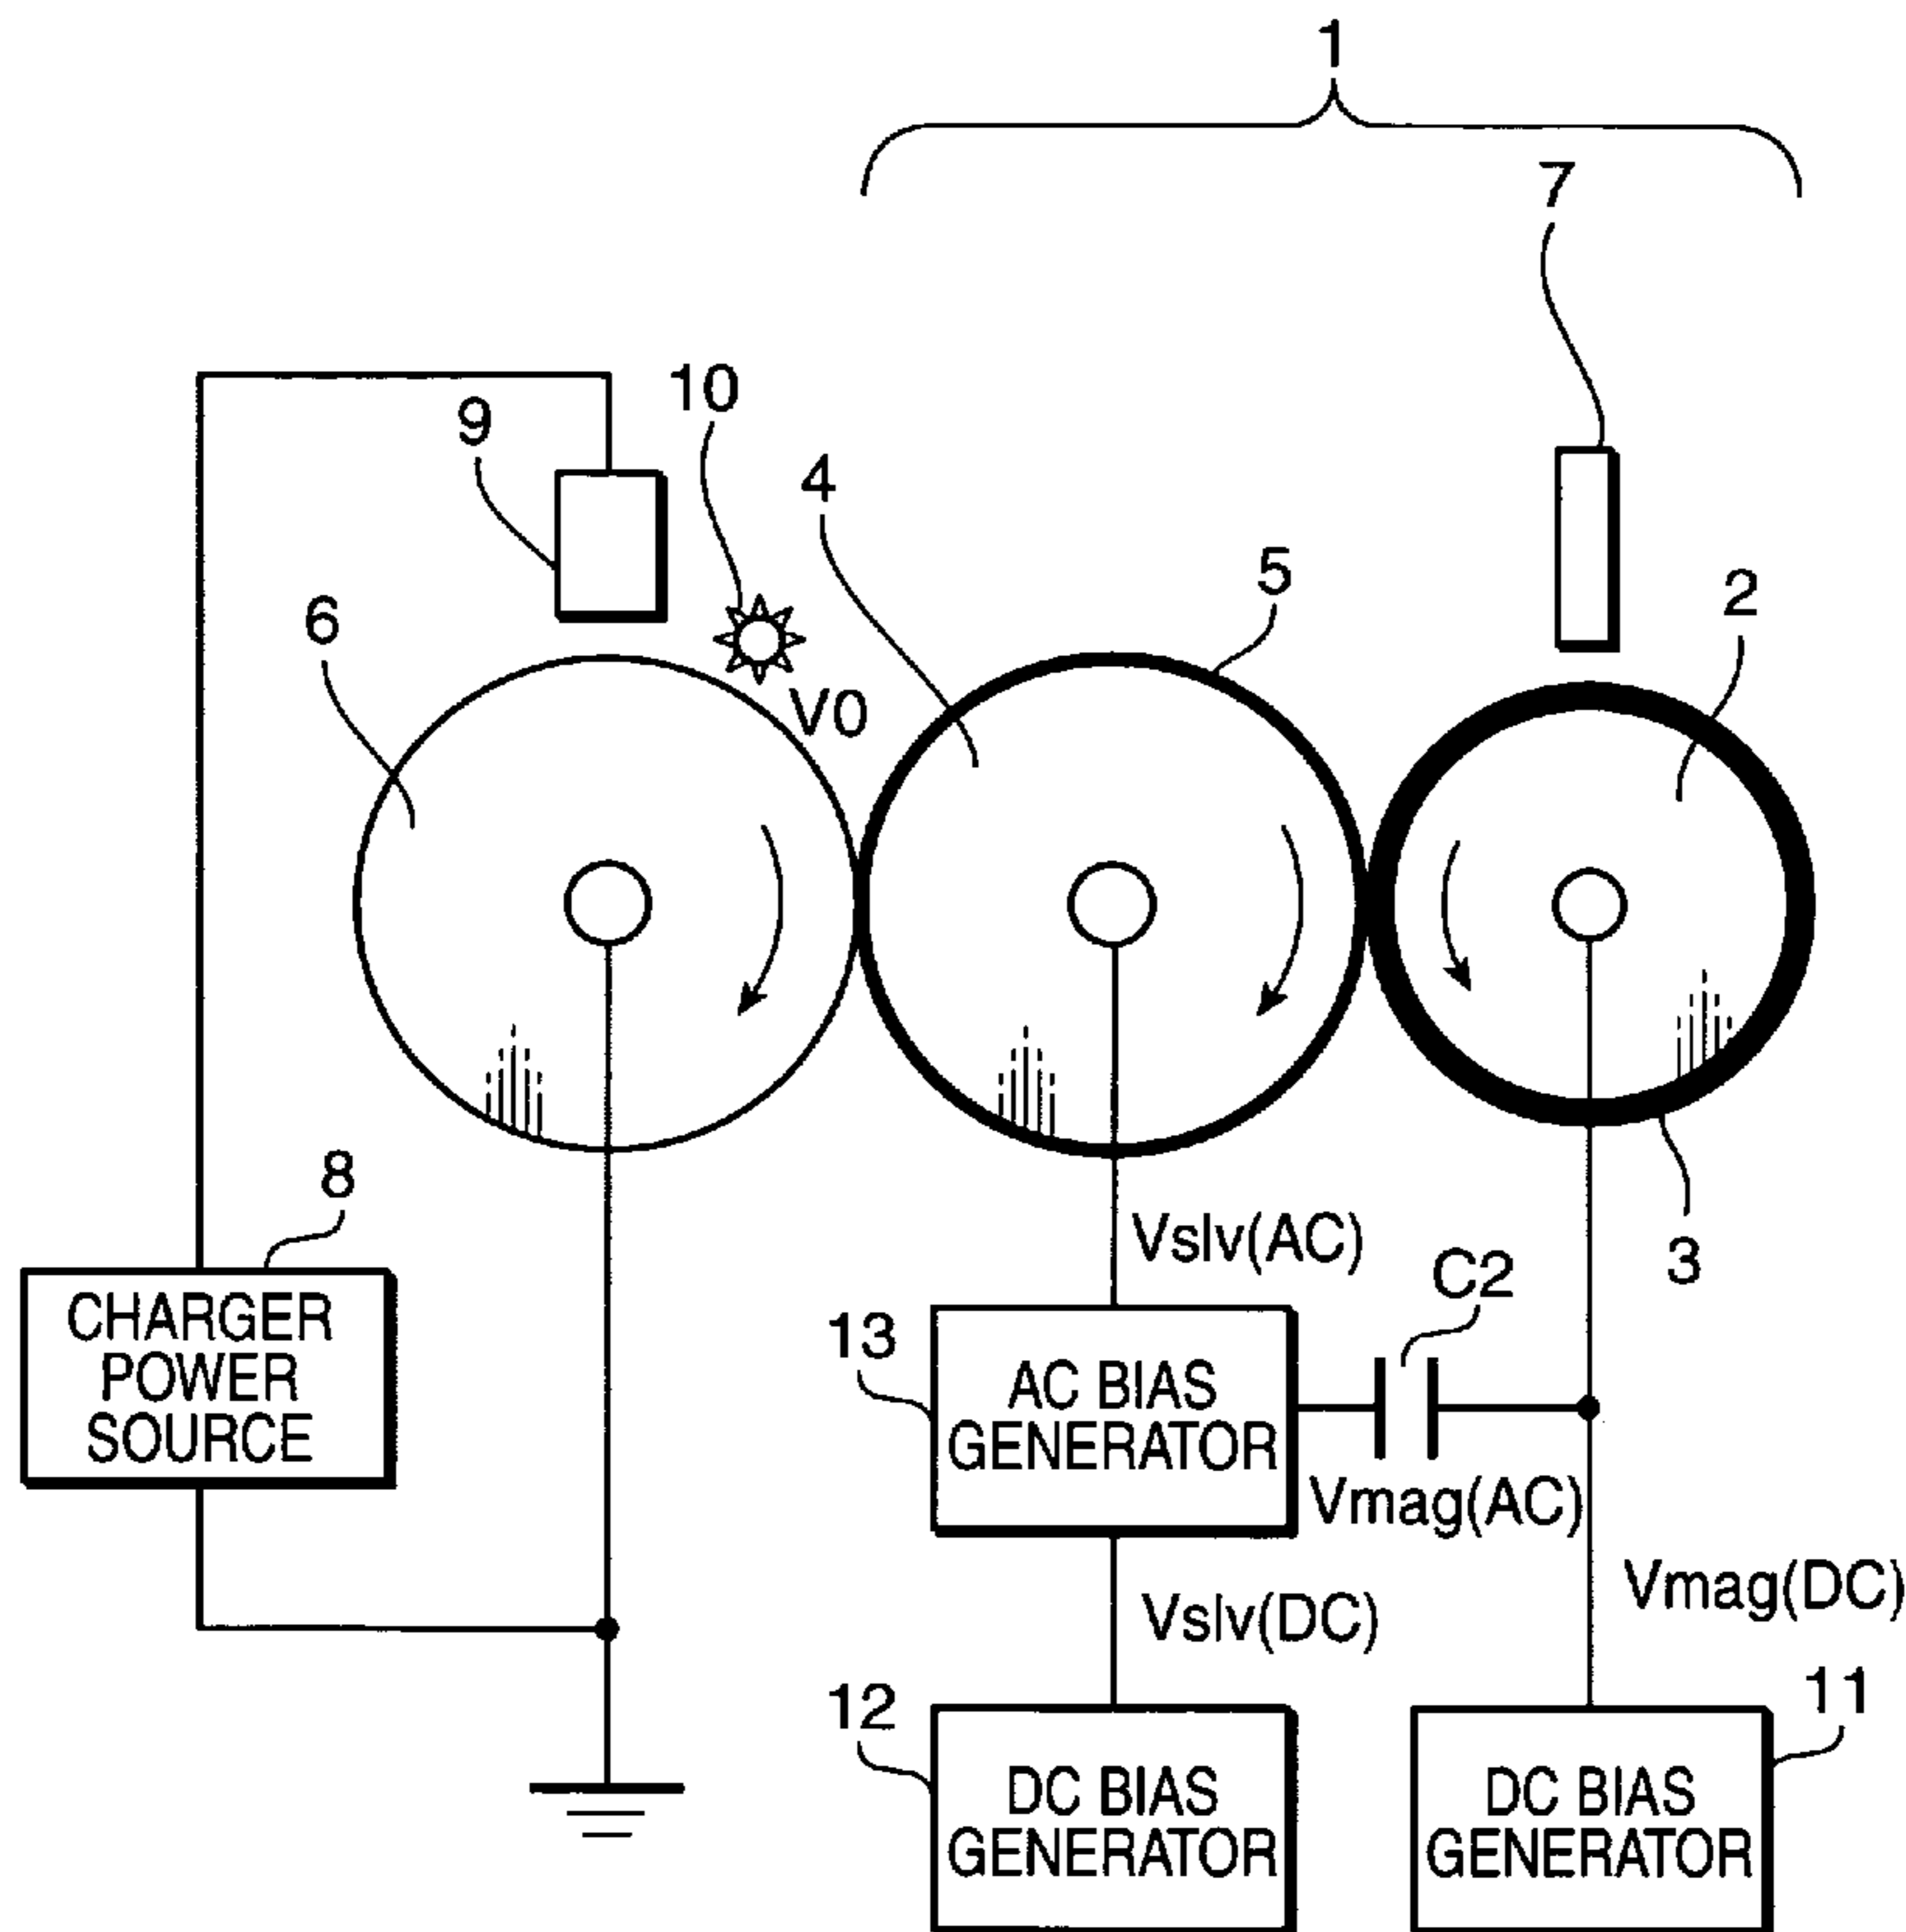 1
7
10
9
4
5
2
6
V0
8
Vslv(AC)
C2
3
CHARGER
POWER
SOURCE
13
AC BIAS
GENERATOR
Vmag(AC)
Vmag(DC)
Vslv(DC)
12
11
DC BIAS
GENERATOR
DC BIAS
GENERATOR